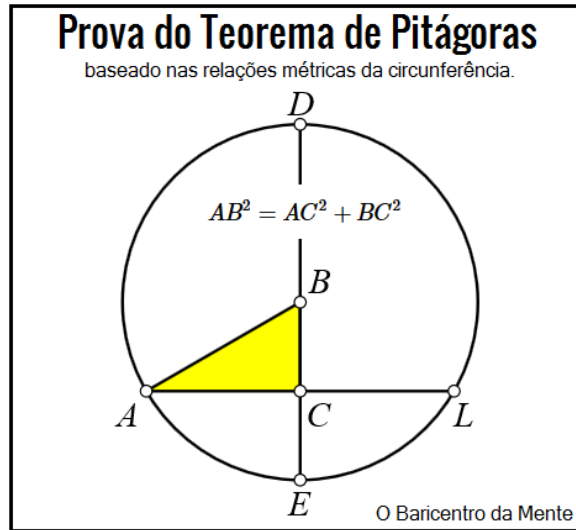 Prova do Teorema de Pitágoras
baseado nas relações métricas da circunferência.
D
AB² = AC² + BC²
B
A
C
L
E
O Baricentro da Mente